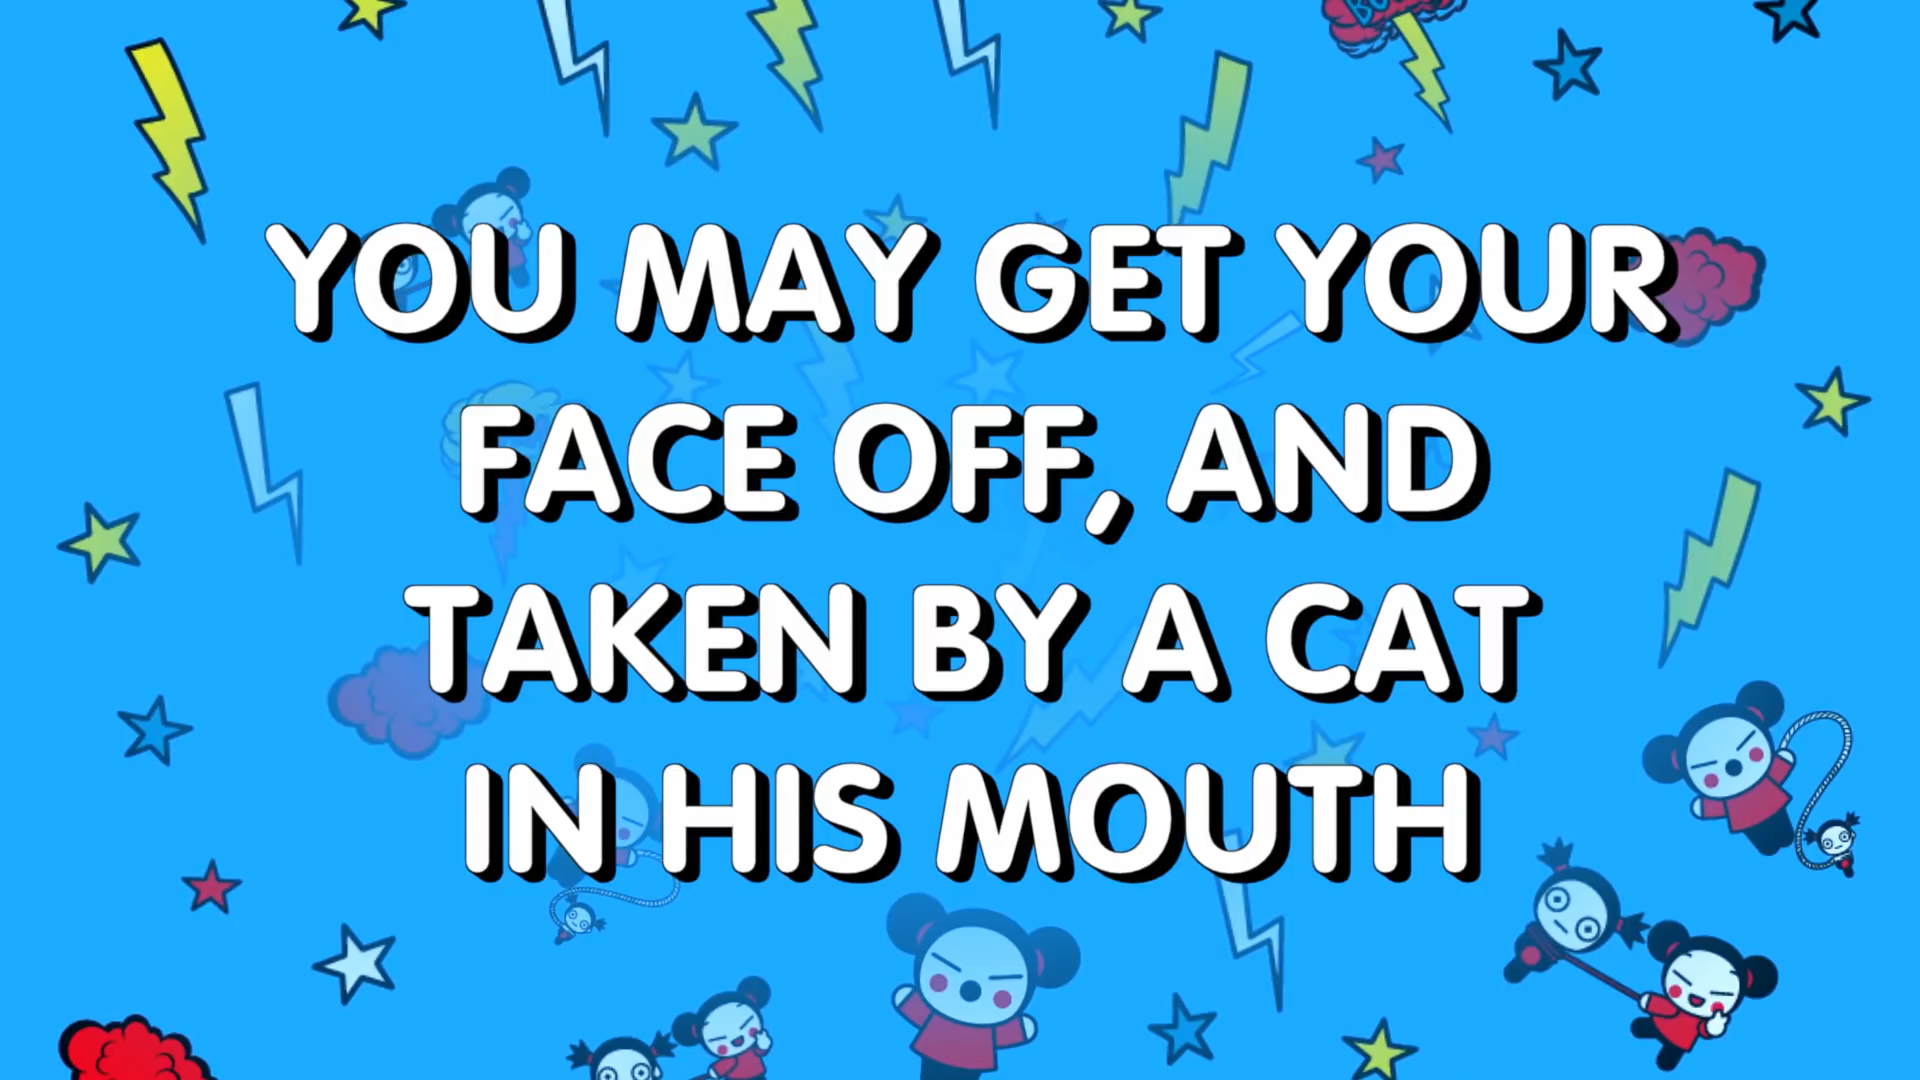 YOU MAY GET YOUR
FACE OFF, AND
TAKEN BY A CAT
IN HIS MOUTH